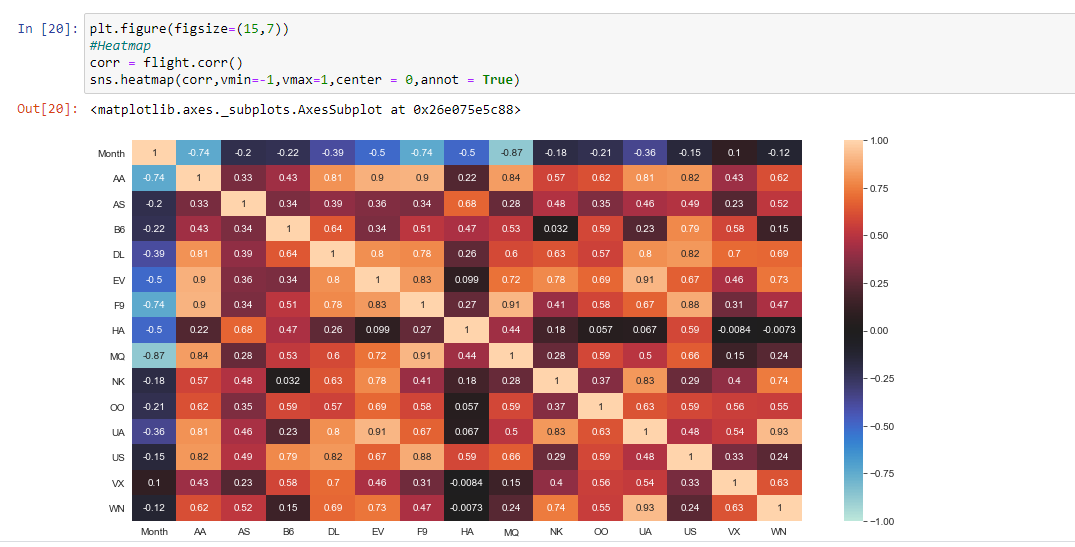 In [20]: plt.figure(figsize=(15,7))
#Heatmap
corr = flight.corr()
sns.heatmap(corr,vmin=-1,vmax=1,center = 0,annot = True)
Out[20]: <matplotlib.axes._subplots.AxesSubplot at 0x26e075e5c88>
Month 1 -0.74 -0.2 -0.22 -0.39 -0.5 -0.74 -0.5 -0.87 -0.18 -0.21 -0.36 -0.15 0.1 -0.12 1.00
AA -0.74 1 0.33 0.43 0.81 0.9 0.9 0.22 0.84 0.57 0.62 0.81 0.82 0.43 0.62 0.75
AS -0.2 0.33 1 0.34 0.39 0.36 0.34 0.68 0.28 0.48 0.35 0.46 0.49 0.23 0.52
B6 -0.22 0.43 0.34 1 0.64 0.34 0.51 0.47 0.53 0.032 0.59 0.23 0.79 0.58 0.15 0.50
DL -0.39 0.81 0.39 0.64 1 0.8 0.78 0.26 0.6 0.63 0.57 0.8 0.82 0.7 0.69
EV -0.5 0.9 0.36 0.34 0.8 1 0.83 0.099 0.72 0.78 0.69 0.91 0.67 0.46 0.73 0.25
F9 -0.74 0.9 0.34 0.51 0.78 0.83 1 0.27 0.91 0.41 0.58 0.67 0.88 0.31 0.47
HA -0.5 0.22 0.68 0.47 0.26 0.099 0.27 1 0.44 0.18 0.057 0.067 0.59 -0.0084 -0.0073 0.00
MQ -0.87 0.84 0.28 0.53 0.6 0.72 0.91 0.44 1 0.28 0.59 0.5 0.66 0.15 0.24
NK -0.18 0.57 0.48 0.032 0.63 0.78 0.41 0.18 0.28 1 0.37 0.83 0.29 0.4 0.74 -0.25
OO -0.21 0.62 0.35 0.59 0.57 0.69 0.58 0.057 0.59 0.37 1 0.63 0.59 0.56 0.55
UA -0.36 0.81 0.46 0.23 0.8 0.91 0.67 0.067 0.5 0.83 0.63 1 0.48 0.54 0.93 -0.50
US -0.15 0.82 0.49 0.79 0.82 0.67 0.88 0.59 0.66 0.29 0.59 0.48 1 0.33 0.24
VX 0.1 0.43 0.23 0.58 0.7 0.46 0.31 -0.0084 0.15 0.4 0.56 0.54 0.33 1 0.63 -0.75
WN -0.12 0.62 0.52 0.15 0.69 0.73 0.47 -0.0073 0.24 0.74 0.55 0.93 0.24 0.63 1
-1.00
Month AA AS B6 DL EV F9 HA MQ NK OO UA US VX WN